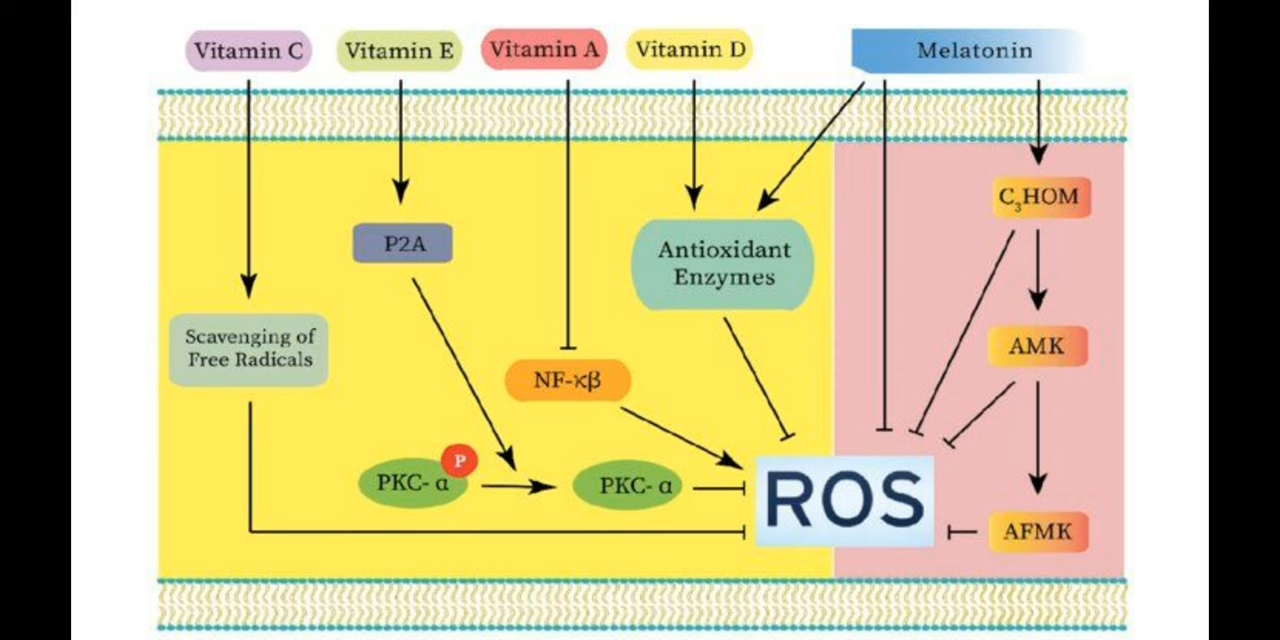 Vitamin C
Vitamin E
Vitamin A
Vitamin D
Melatonin
C₃HOM
P2A
Antioxidant
Enzymes
Scavenging of
Free Radicals
AMK
NF-κβ
P
PKC- α
PKC- α
ROS
AFMK